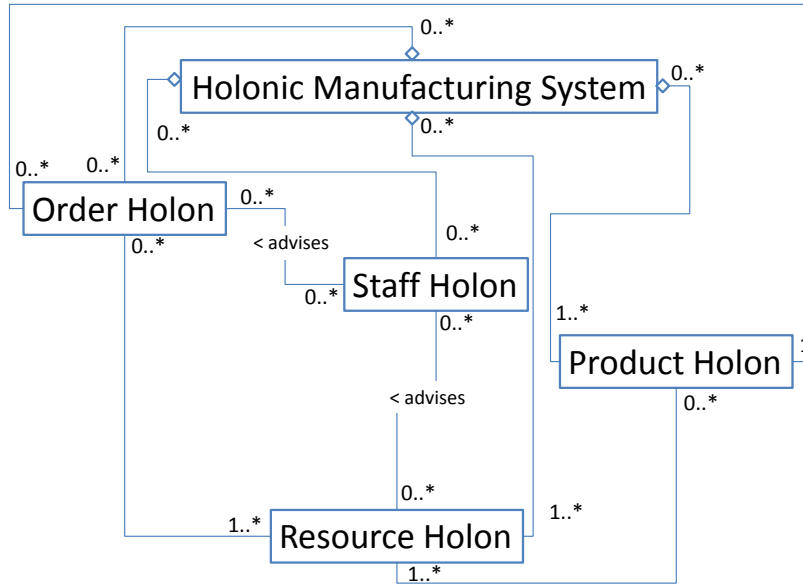 0..*
Holonic Manufacturing System
0..*
0..*
0..*
0..*
0..*
Order Holon
0..*
0..*
0..*
< advises
Staff Holon
0..*
0..*
1..*
1
Product Holon
< advises
0..*
0..*
1..*
Resource Holon
1..*
1..*